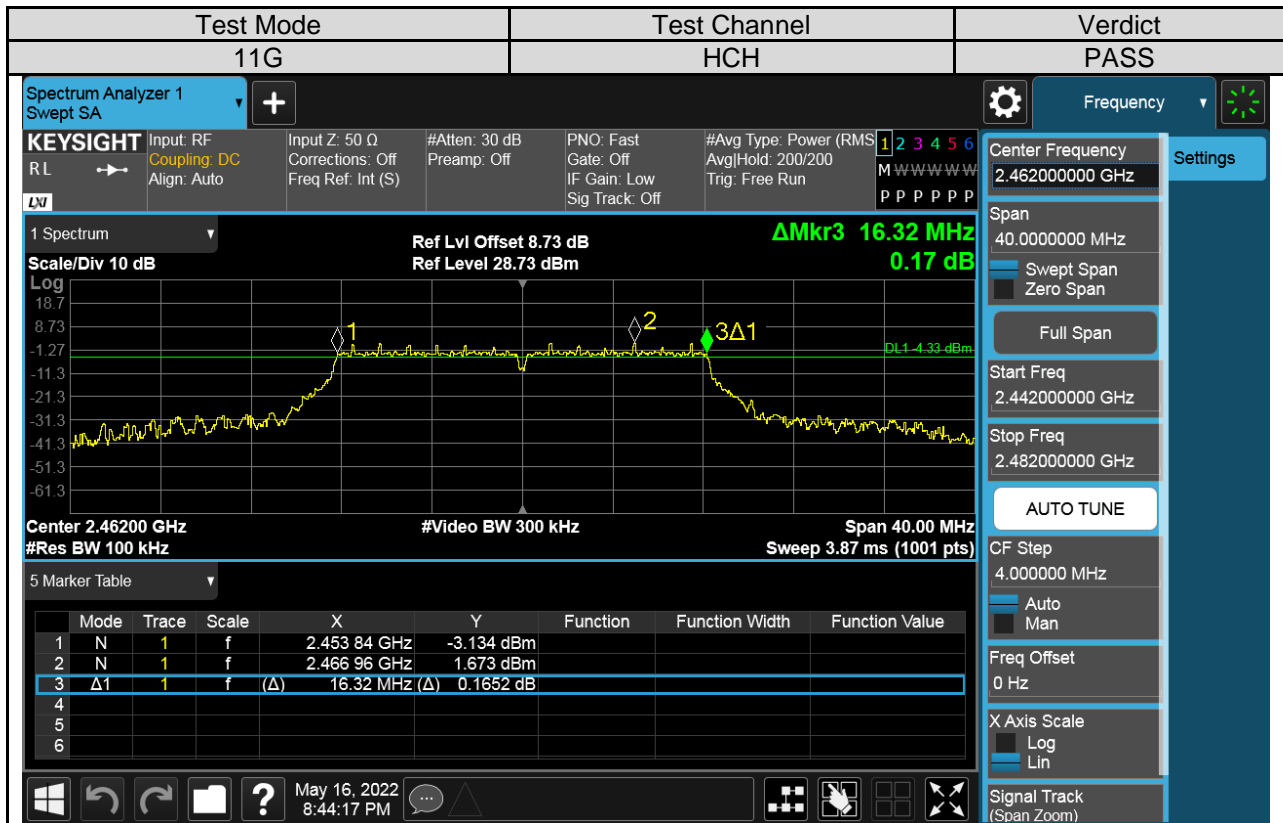 Test Mode Test Channel Verdict
11G HCH PASS
Spectrum Analyzer 1
Swept SA
Frequency
KEYSIGHT
RL
LXI
Input: RF
Coupling: DC
Align: Auto
Input Z: 50 Ω
Corrections: Off
Freq Ref: Int (S)
#Atten: 30 dB
Preamp: Off
PNO: Fast
Gate: Off
IF Gain: Low
Sig Track: Off
#Avg Type: Power (RMS
Avg|Hold: 200/200
Trig: Free Run
1 2 3 4 5 6
M W W W W W
P P P P P P
1 Spectrum
Scale/Div 10 dB
Ref Lvl Offset 8.73 dB
Ref Level 28.73 dBm
ΔMkr3 16.32 MHz
0.17 dB
Log
18.7
8.73
-1.27
-11.3
-21.3
-31.3
-41.3
-51.3
-61.3
1
2
3Δ1
DL1 -4.33 dBm
Center 2.46200 GHz
#Res BW 100 kHz
#Video BW 300 kHz
Span 40.00 MHz
Sweep 3.87 ms (1001 pts)
5 Marker Table
Mode Trace Scale X Y Function Function Width Function Value
1 N 1 f 2.453 84 GHz -3.134 dBm
2 N 1 f 2.466 96 GHz 1.673 dBm
3 Δ1 1 f (Δ) 16.32 MHz (Δ) 0.1652 dB
4
5
6
May 16, 2022
8:44:17 PM
Center Frequency
2.462000000 GHz
Settings
Span
40.0000000 MHz
Swept Span
Zero Span
Full Span
Start Freq
2.442000000 GHz
Stop Freq
2.482000000 GHz
AUTO TUNE
CF Step
4.000000 MHz
Auto
Man
Freq Offset
0 Hz
X Axis Scale
Log
Lin
Signal Track
(Span Zoom)